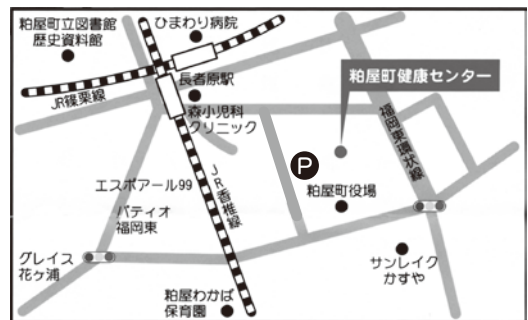 粕屋町立図書館
歴史資料館
ひまわり病院
長者原駅
JR篠栗線
森小児科
クリニック
粕屋町健康センター
福岡東環状線
P
JR香椎線
エスポアール99
粕屋町役場
パティオ
福岡東
グレイス
花ヶ浦
サンレイク
かすや
粕屋わかば
保育園